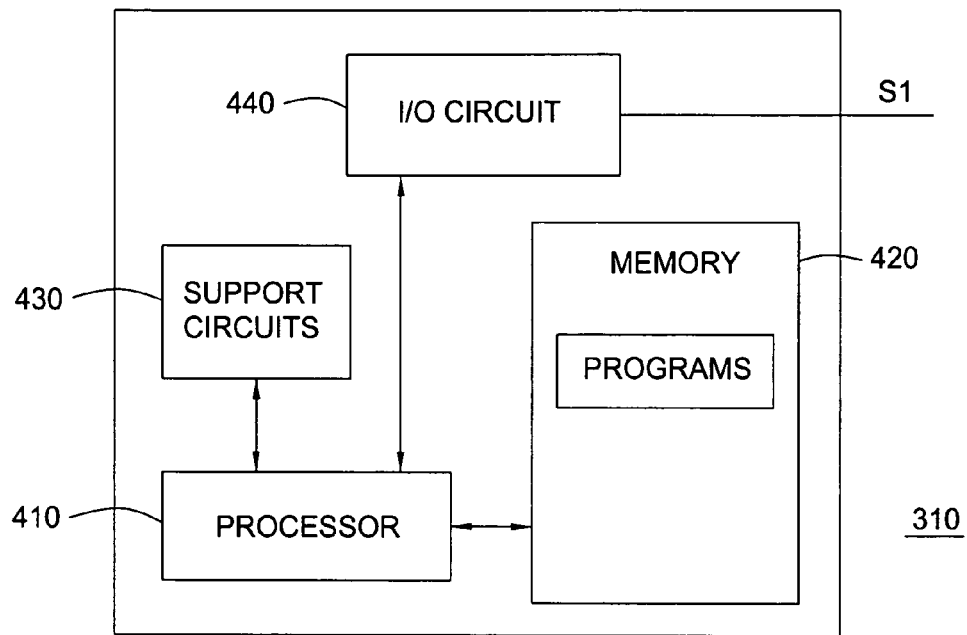 440
I/O CIRCUIT
S1
430
SUPPORT
CIRCUITS
MEMORY
420
PROGRAMS
410
PROCESSOR
310